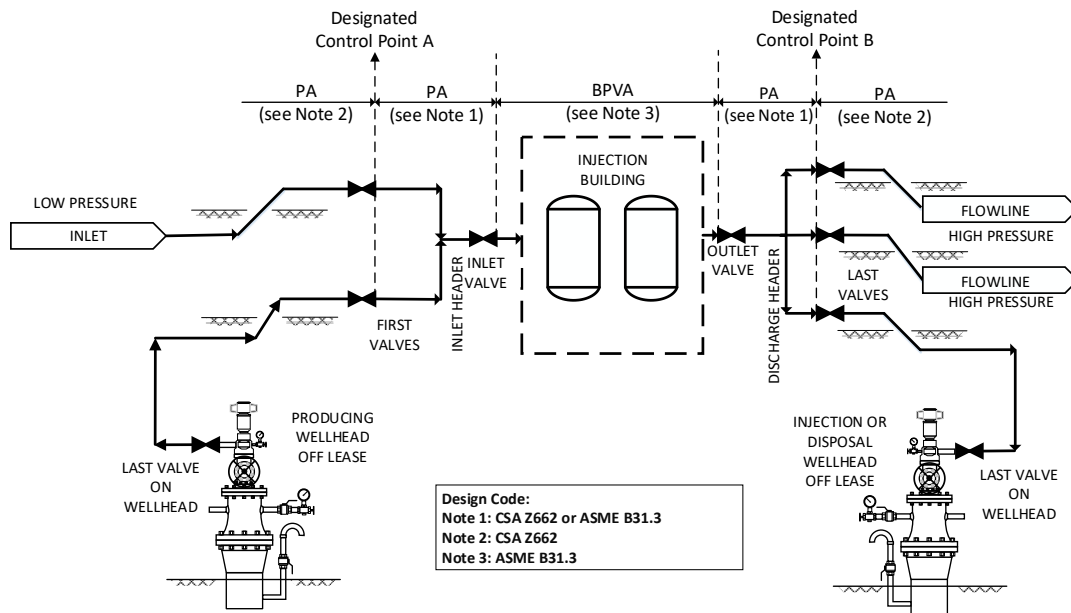 Designated
Control Point A
Designated
Control Point B
PA
(see Note 2)
PA
(see Note 1)
BPVA
(see Note 3)
PA
(see Note 1)
PA
(see Note 2)
LOW PRESSURE
INLET
INJECTION
BUILDING
INLET
VALVE
INLET HEADER
FIRST
VALVES
OUTLET
VALVE
DISCHARGE HEADER
LAST
VALVES
FLOWLINE
HIGH PRESSURE
FLOWLINE
HIGH PRESSURE
PRODUCING
WELLHEAD
OFF LEASE
LAST VALVE
ON
WELLHEAD
INJECTION OR
DISPOSAL
WELLHEAD
OFF LEASE
LAST VALVE
ON
WELLHEAD
Design Code:
Note 1: CSA Z662 or ASME B31.3
Note 2: CSA Z662
Note 3: ASME B31.3